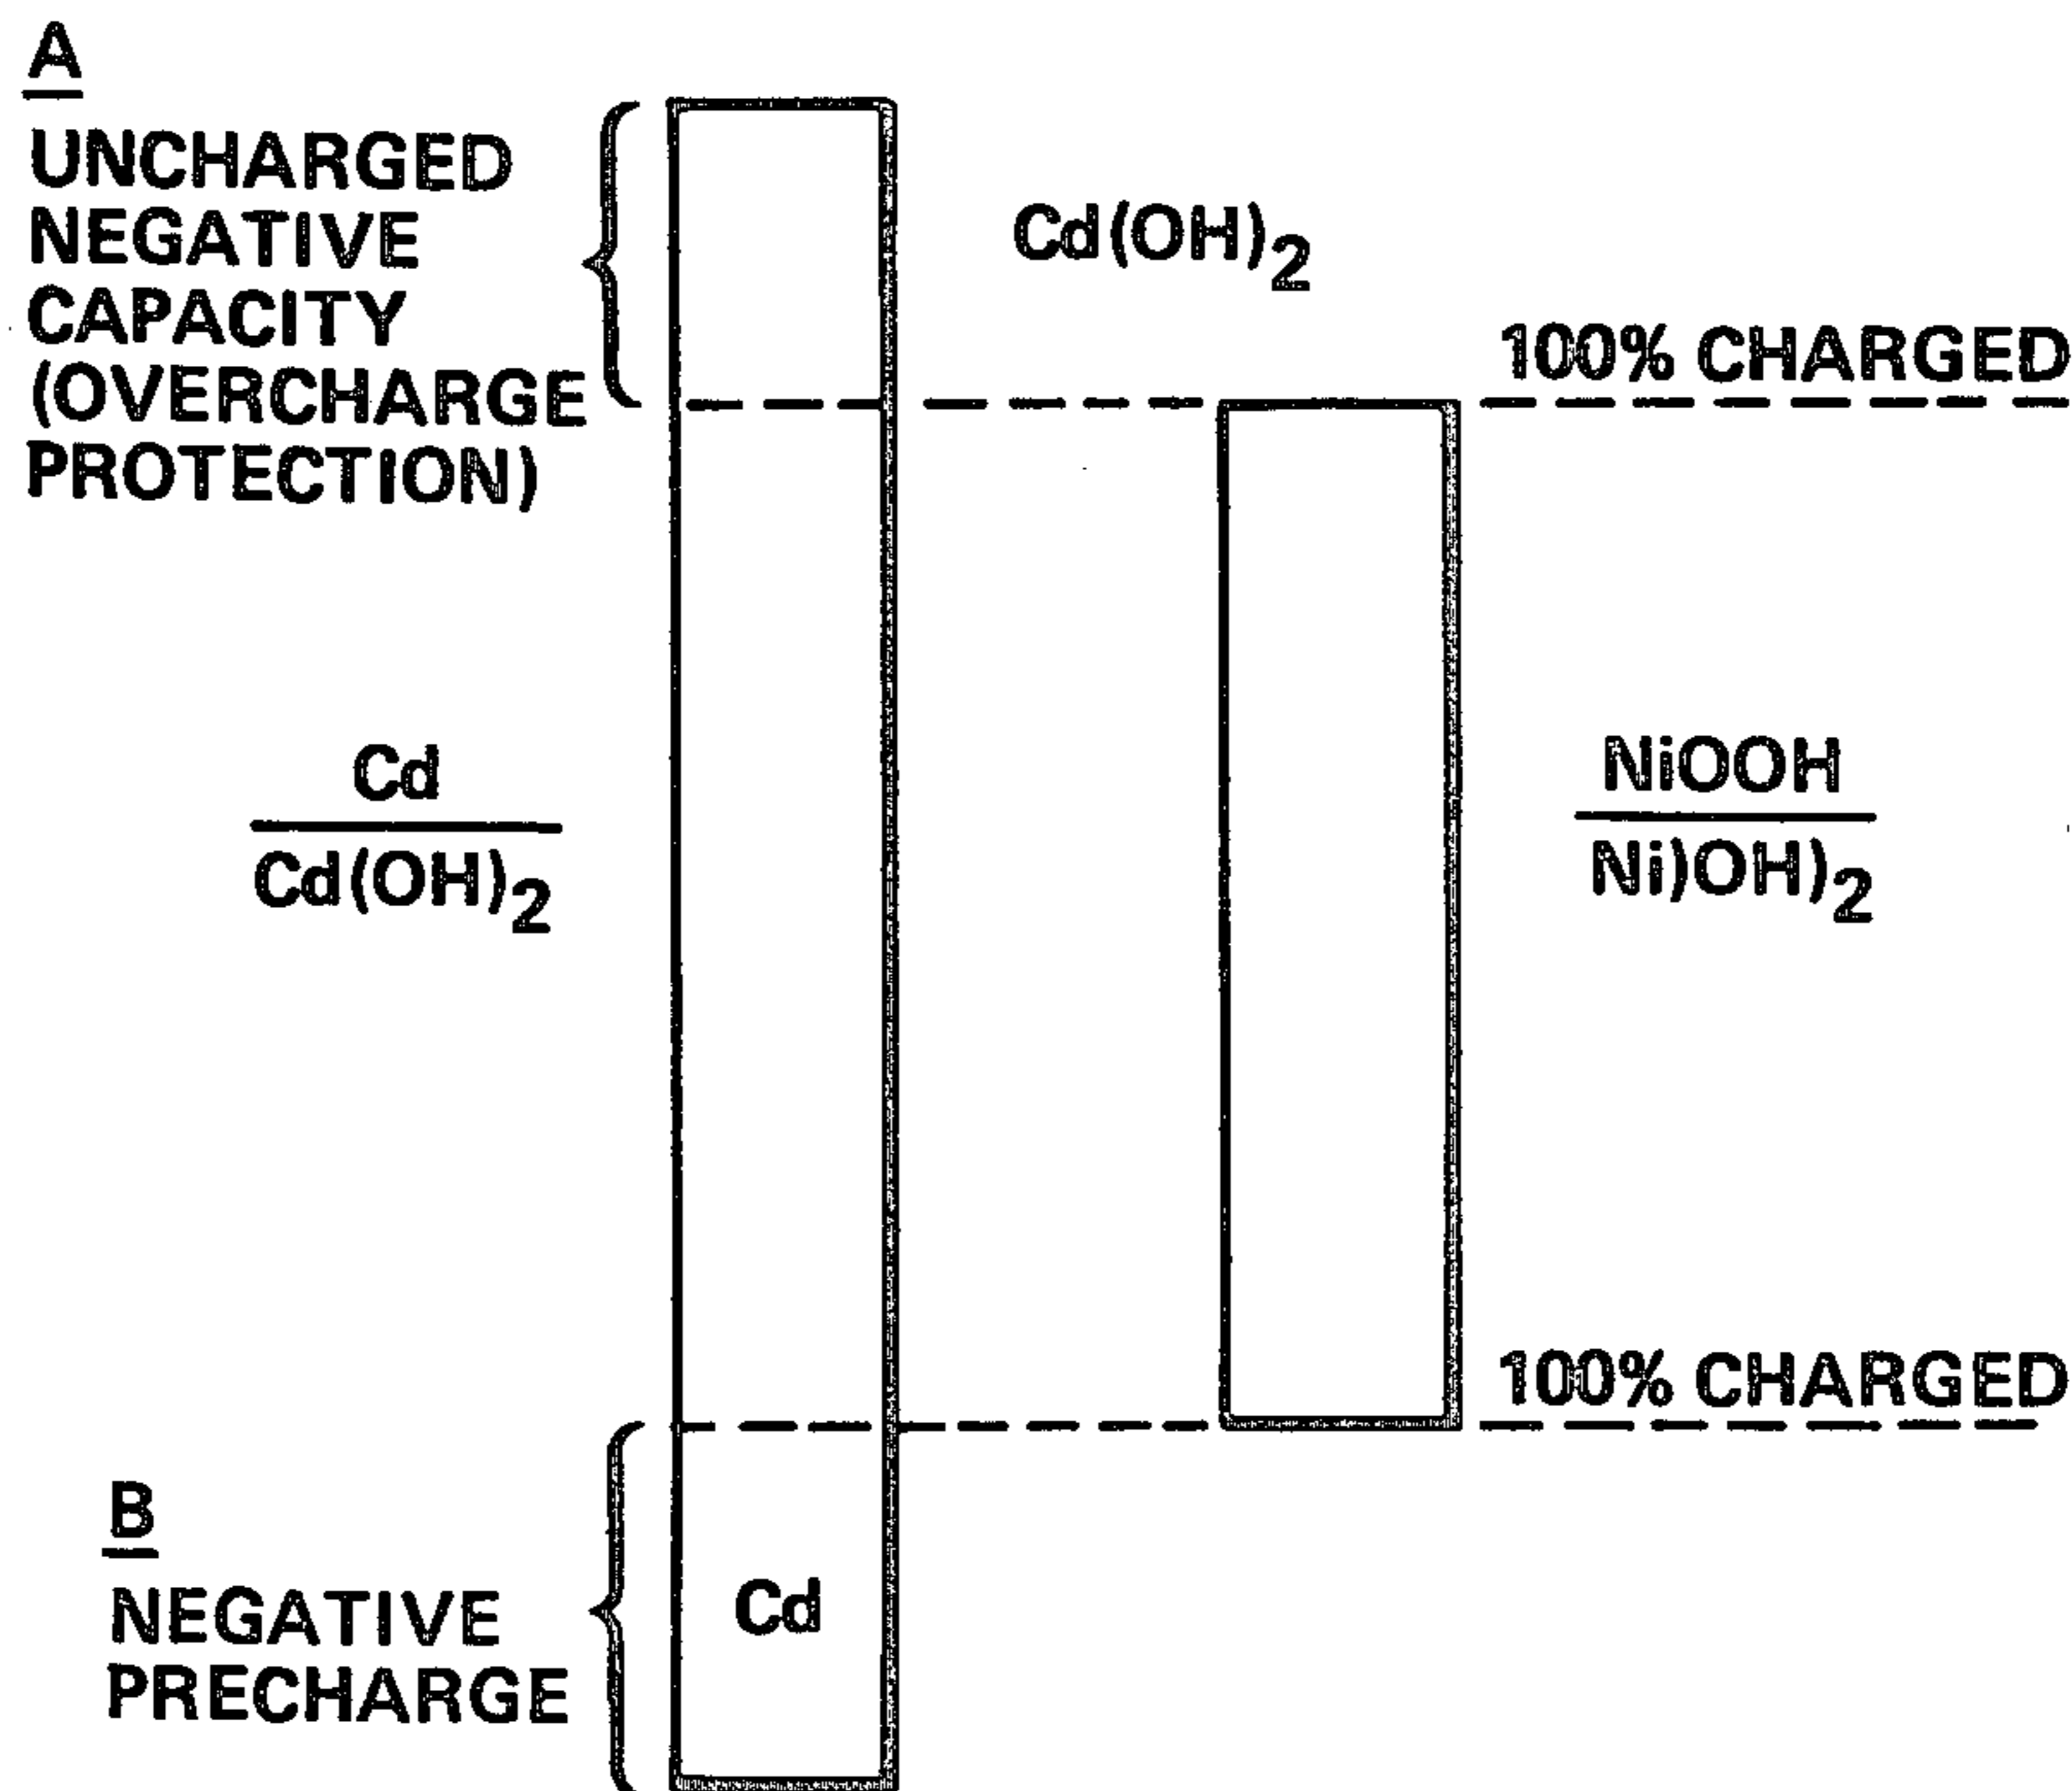 A
UNCHARGED
NEGATIVE
CAPACITY
(OVERCHARGE
PROTECTION)
Cd(OH)2
100% CHARGED
Cd
Cd(OH)2
NiOOH
Ni)OH)2
100% CHARGED
B
NEGATIVE
PRECHARGE
Cd